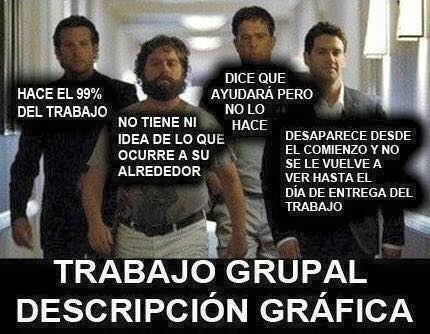 HACE EL 99%
DEL TRABAJO
NO TIENE NI
IDEA DE LO QUE
OCURRE A SU
ALREDEDOR
DICE QUE
AYUDARÁ PERO
NO LO
HACE
DESAPARECE DESDE
EL COMIENZO Y NO
SE LE VUELVE A
VER HASTA EL
DÍA DE ENTREGA DEL
TRABAJO
TRABAJO GRUPAL
DESCRIPCIÓN GRÁFICA